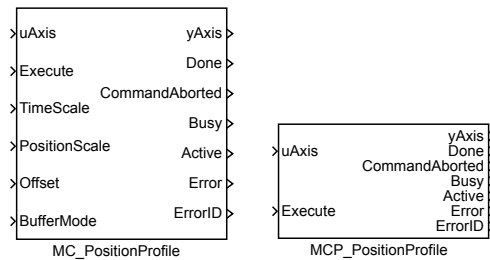 uAxis
Execute
TimeScale
PositionScale
Offset
BufferMode
yAxis
Done
CommandAborted
Busy
Active
Error
ErrorID
MC_PositionProfile
uAxis
Execute
yAxis
Done
CommandAborted
Busy
Active
Error
ErrorID
MCP_PositionProfile